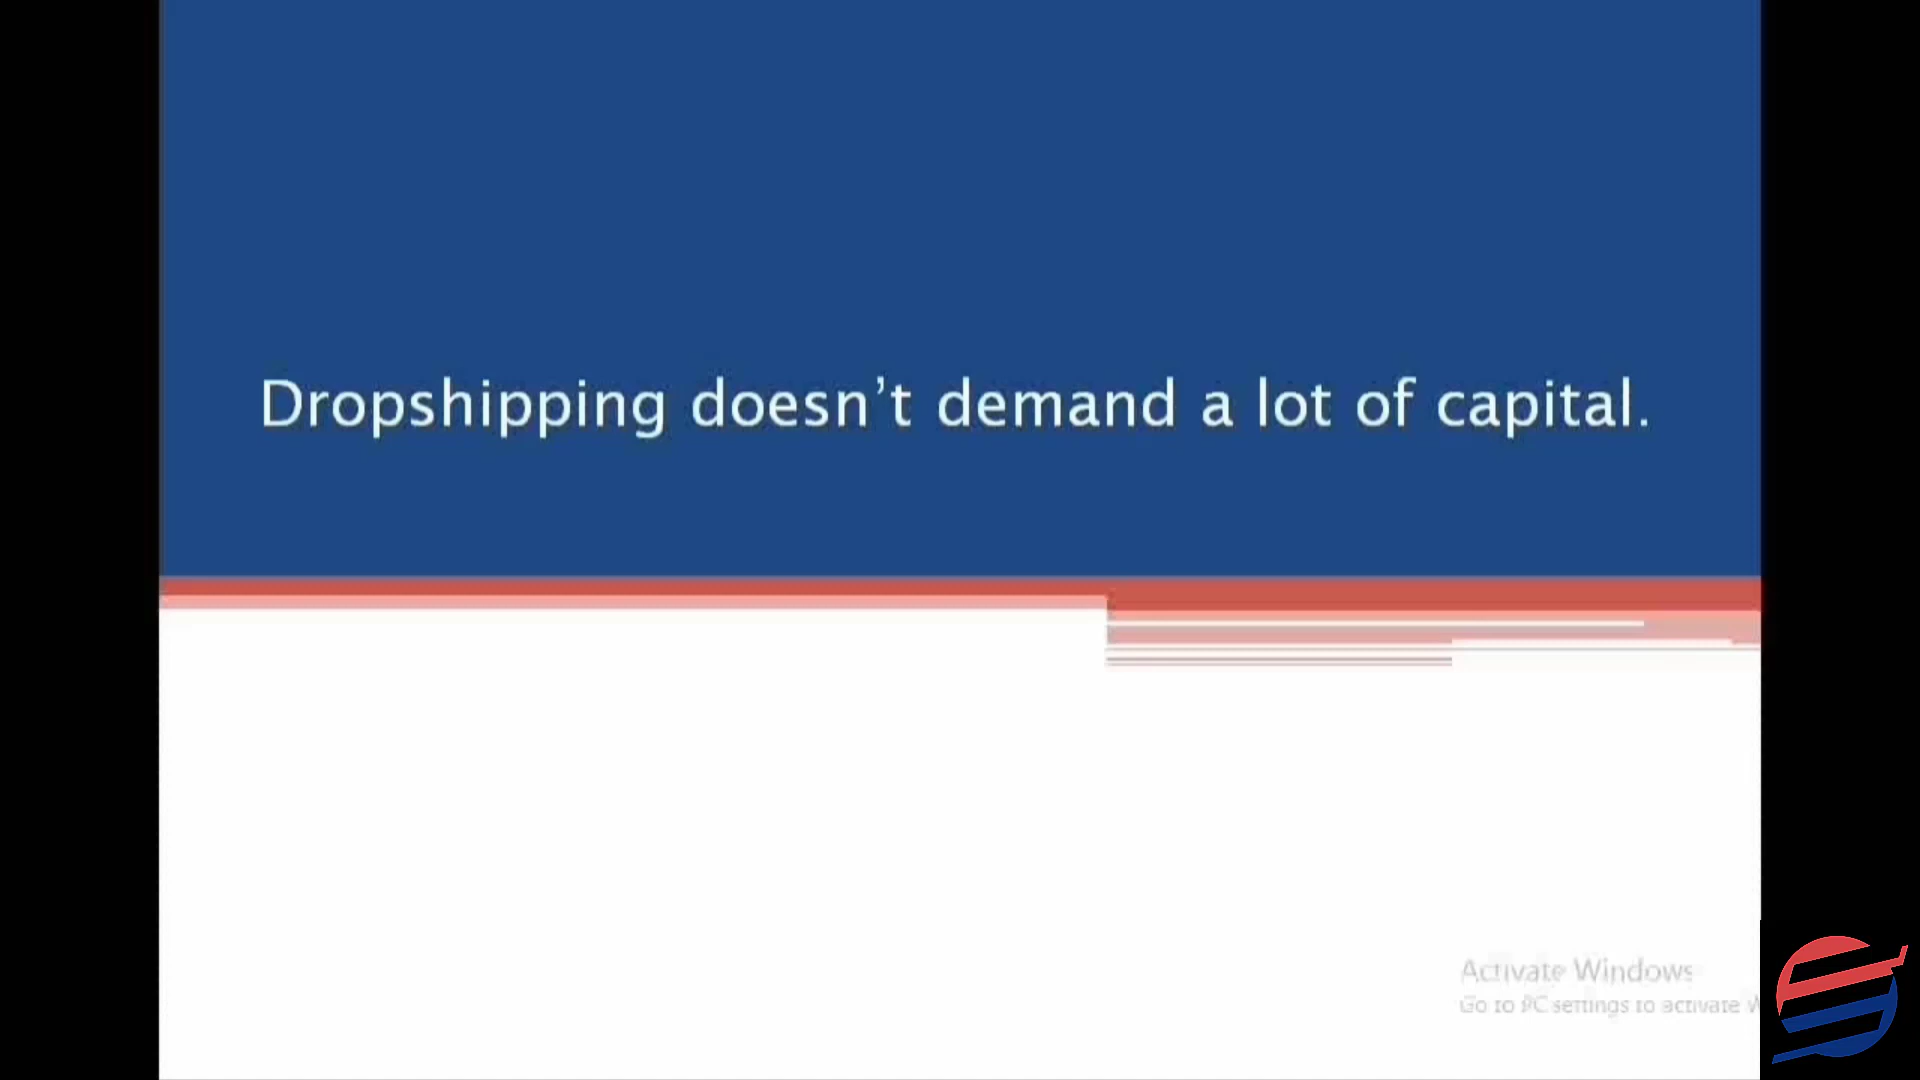 Dropshipping doesn’t demand a lot of capital.
Activate Windows
Go to PC settings to activate